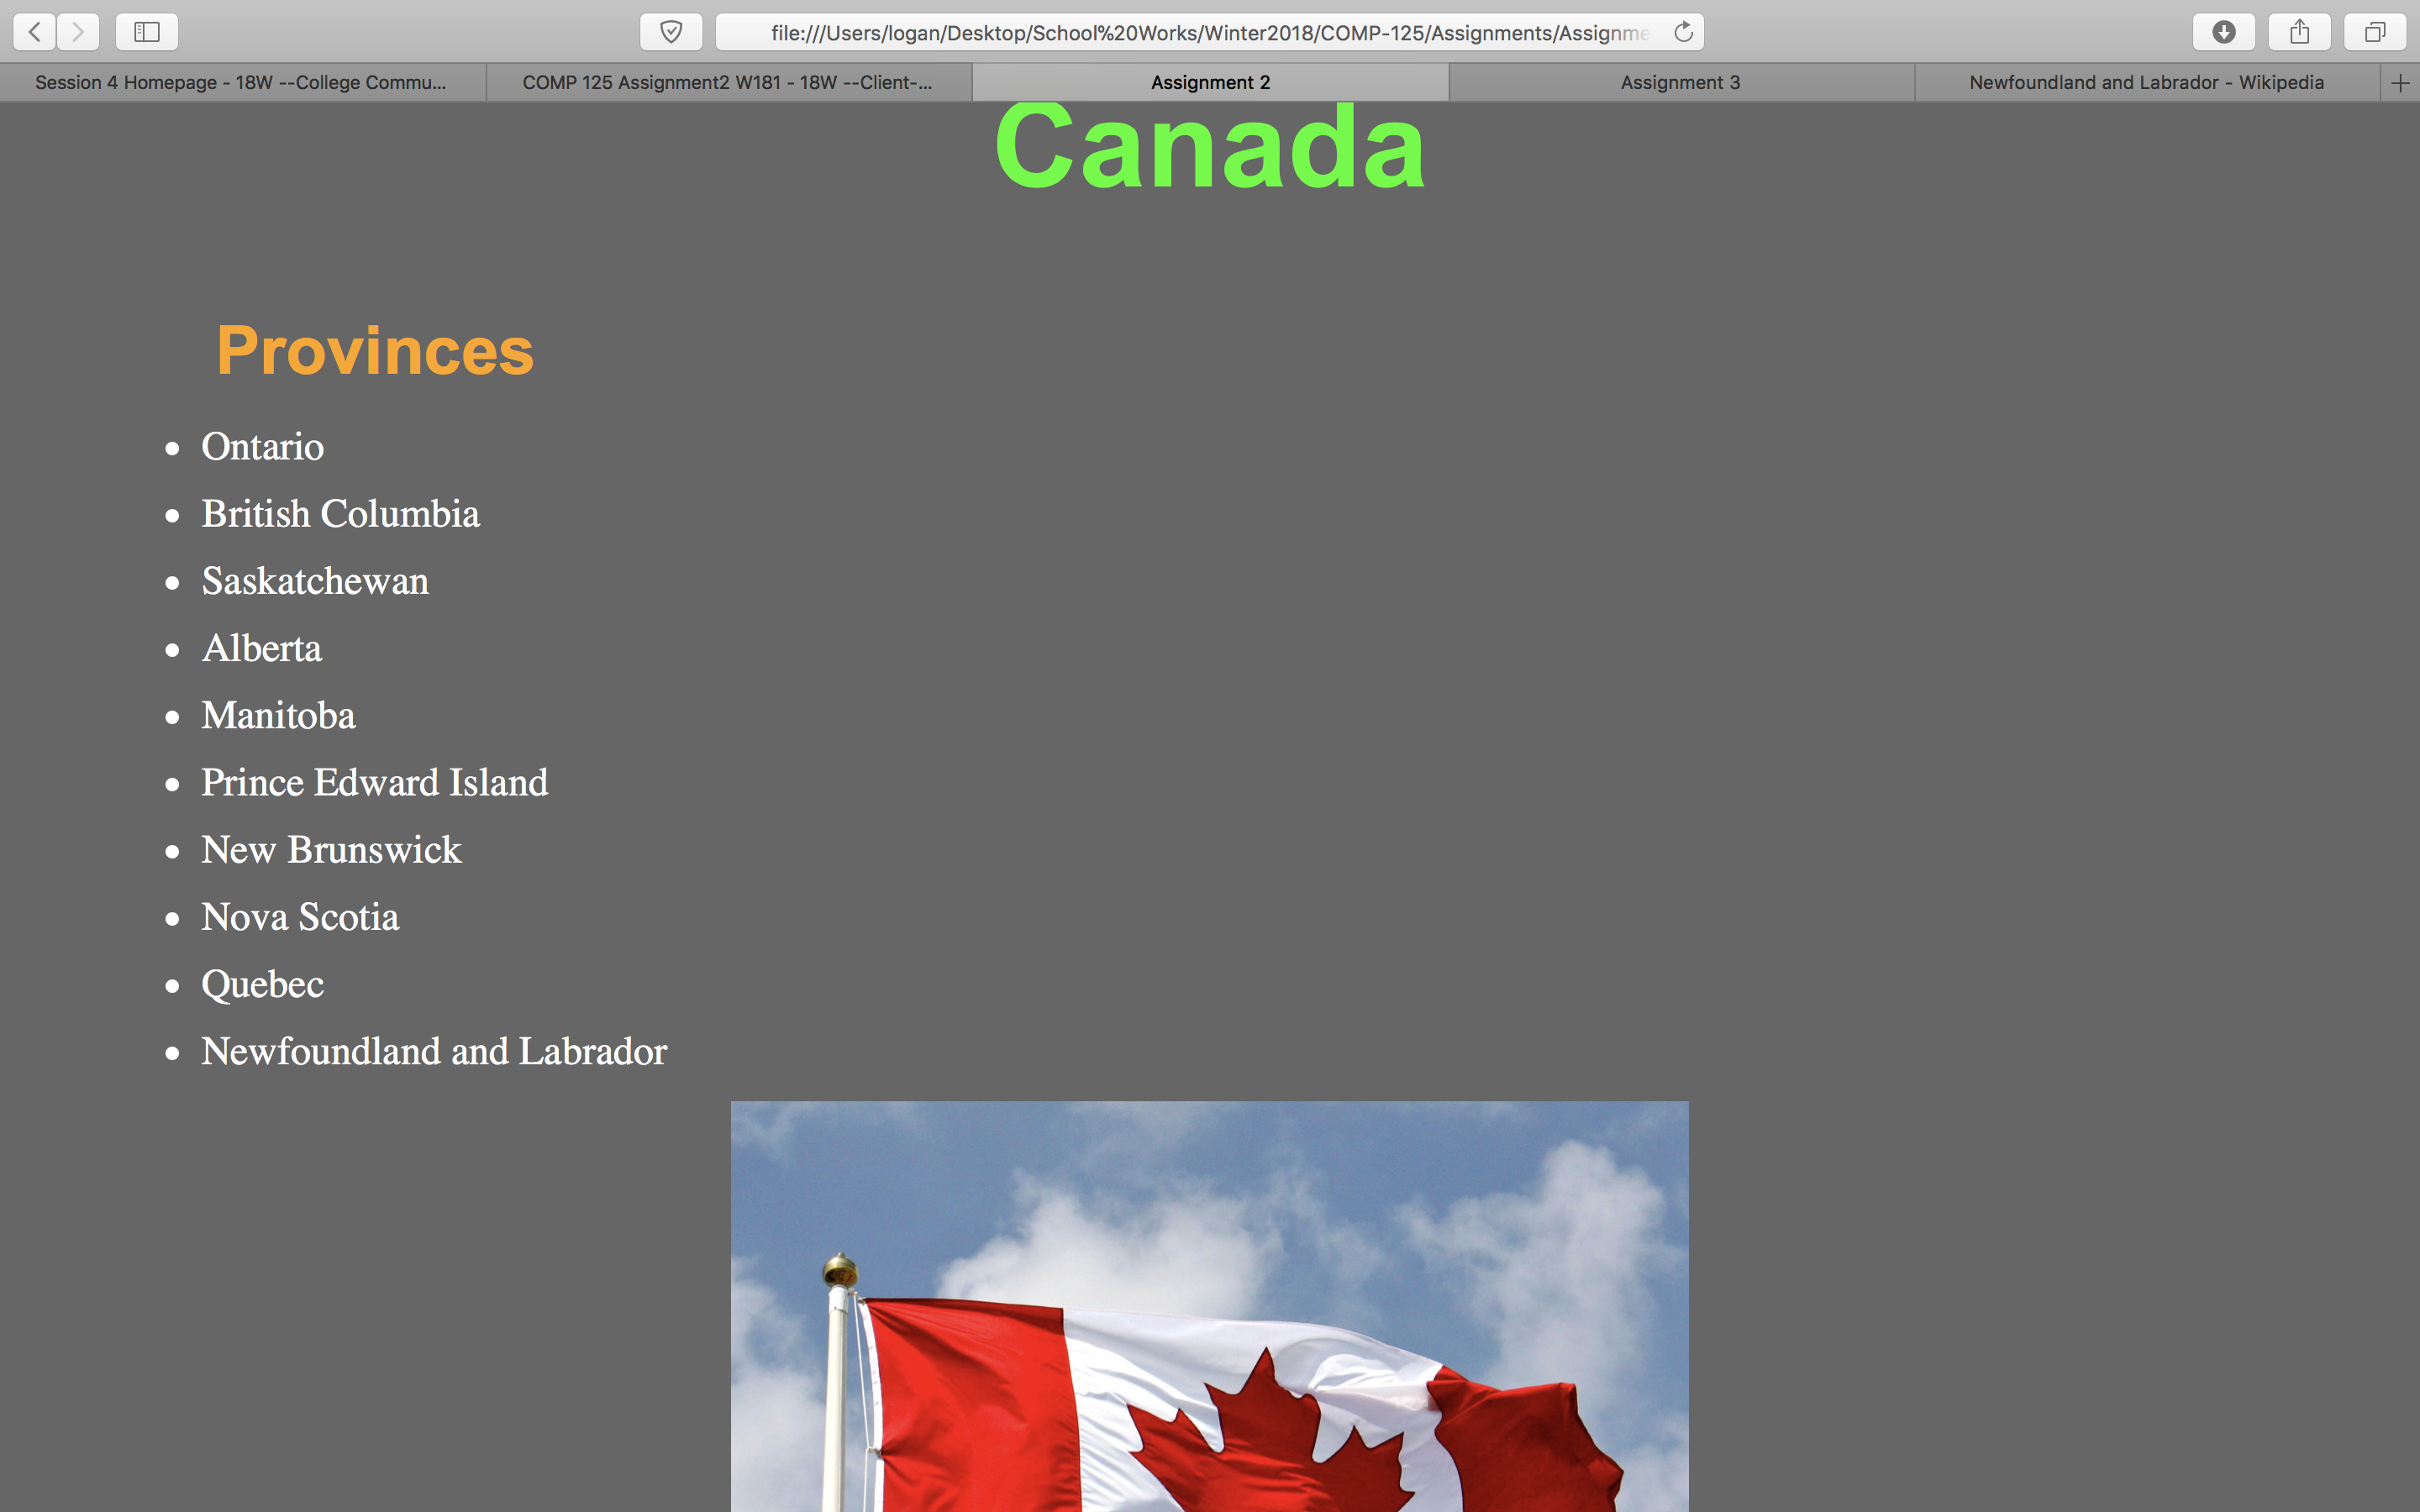 file:///Users/logan/Desktop/School%20Works/Winter2018/COMP-125/Assignments/Assignme
Session 4 Homepage - 18W --College Commu...
COMP 125 Assignment2 W181 - 18W --Client-...
Assignment 2
Assignment 3
Newfoundland and Labrador - Wikipedia
Canada
Provinces
Ontario
British Columbia
Saskatchewan
Alberta
Manitoba
Prince Edward Island
New Brunswick
Nova Scotia
Quebec
Newfoundland and Labrador